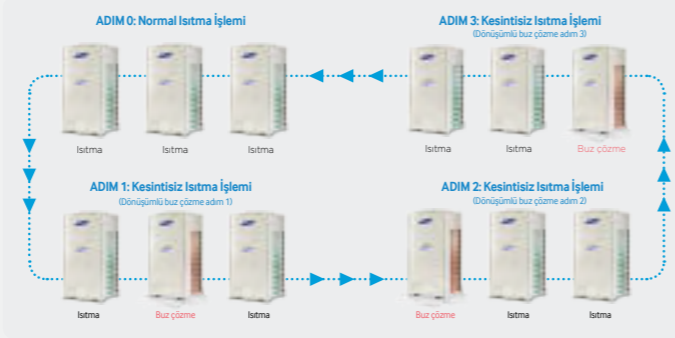 ADIM 0: Normal Isıtma İşlemi
Isıtma
Isıtma
Isıtma
ADIM 3: Kesintisiz Isıtma İşlemi
(Dönüşümlü buz çözme adım 3)
Isıtma
Isıtma
Buz çözme
ADIM 1: Kesintisiz Isıtma İşlemi
(Dönüşümlü buz çözme adım 1)
Isıtma
Buz çözme
Isıtma
ADIM 2: Kesintisiz Isıtma İşlemi
(Dönüşümlü buz çözme adım 2)
Buz çözme
Isıtma
Isıtma